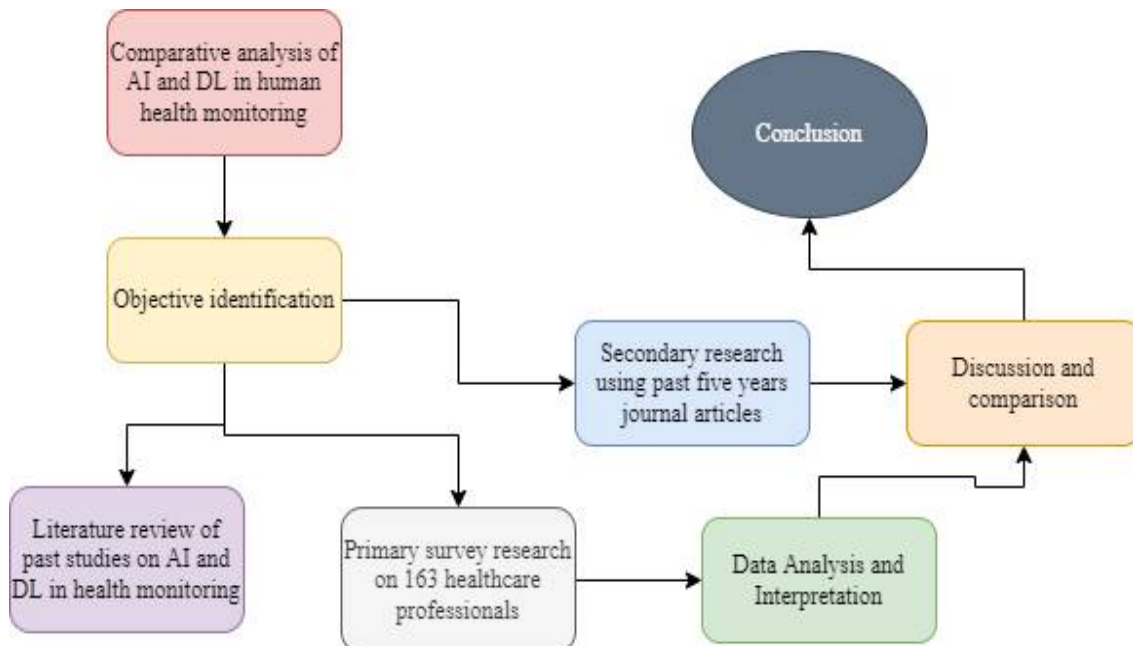 Comparative analysis of
AI and DL in human
health monitoring
Conclusion
Objective identification
Secondary research
using past five years
journal articles
Discussion and
comparison
Literature review of
past studies on AI and
DL in health monitoring
Primary survey research
on 163 healthcare
professionals
Data Analysis and
Interpretation